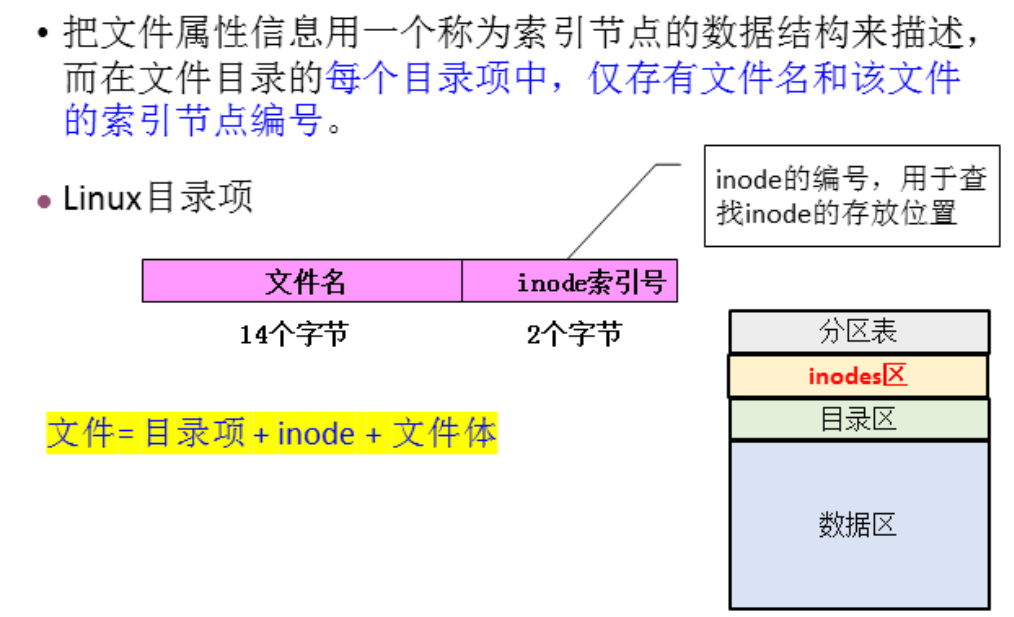 • 把文件属性信息用一个称为索引节点的数据结构来描述，
而在文件目录的每个目录项中，仅存有文件名和该文件
的索引节点编号。
• Linux目录项
inode的编号，用于查
找inode的存放位置
文件名 inode索引号
14个字节 2个字节
文件= 目录项 + inode + 文件体
分区表
inodes区
目录区
数据区